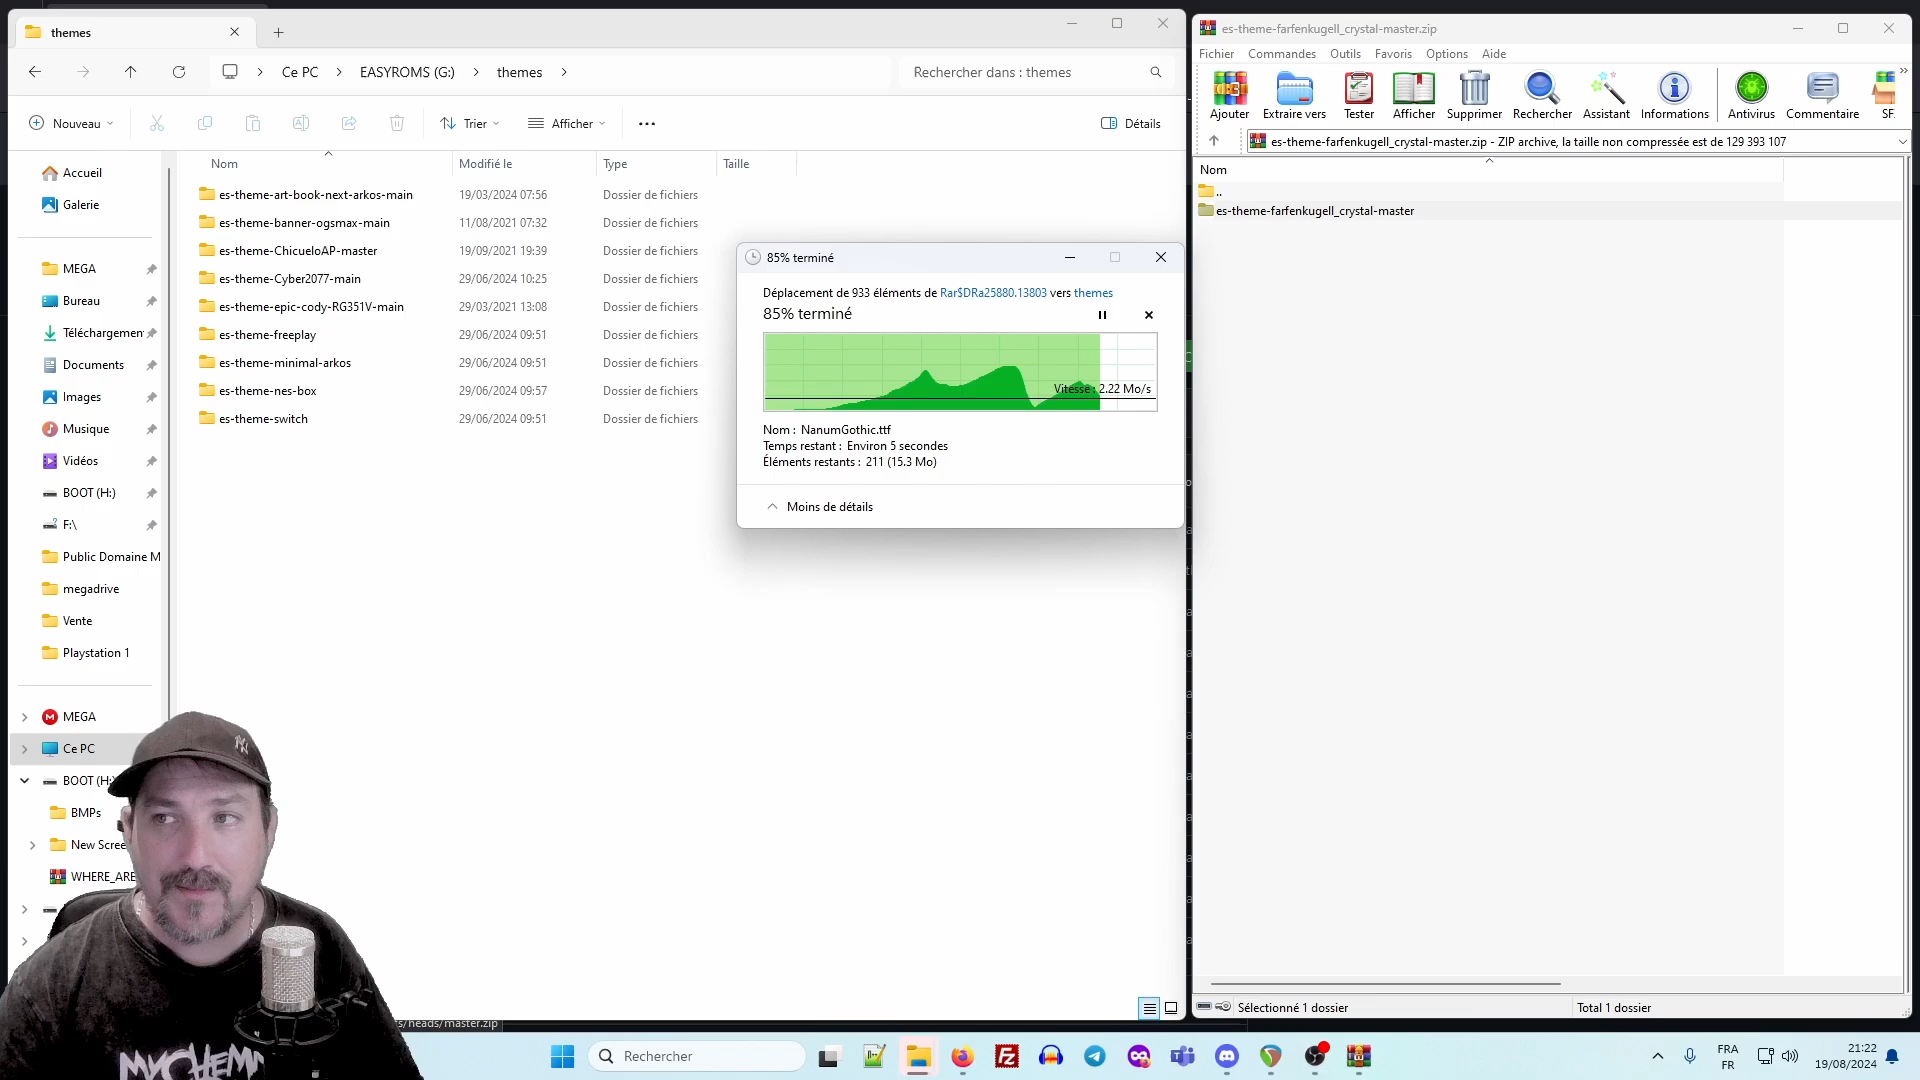 themes
Ce PC
EASYROMS (G:)
themes
Rechercher dans : themes
Nouveau
Trier
Afficher
Détails
Nom
Modifié le
Type
Taille
Accueil
Galerie
MEGA
Bureau
Téléchargemen
Documents
Images
Musique
Vidéos
BOOT (H:)
F:\
Public Domaine M
megadrive
Vente
Playstation 1
MEGA
Ce PC
BOOT (H:)
BMPs
New Scree
WHERE_ARE
es-theme-art-book-next-arkos-main 19/03/2024 07:56 Dossier de fichiers
es-theme-banner-ogsmax-main 11/08/2021 07:32 Dossier de fichiers
es-theme-ChicueloAP-master 19/09/2021 19:39 Dossier de fichiers
es-theme-Cyber2077-main 29/06/2024 10:25 Dossier de fichiers
es-theme-epic-cody-RG351V-main 29/03/2021 13:08 Dossier de fichiers
es-theme-freeplay 29/06/2024 09:51 Dossier de fichiers
es-theme-minimal-arkos 29/06/2024 09:51 Dossier de fichiers
es-theme-nes-box 29/06/2024 09:57 Dossier de fichiers
es-theme-switch 29/06/2024 09:51 Dossier de fichiers
85% terminé
Déplacement de 933 éléments de Rar$DRa25880.13803 vers themes
85% terminé
Vitesse : 2.22 Mo/s
Nom : NanumGothic.ttf
Temps restant : Environ 5 secondes
Éléments restants : 211 (15.3 Mo)
Moins de détails
es-theme-farfenkugell_crystal-master.zip
Fichier Commandes Outils Favoris Options Aide
Ajouter Extraire vers Tester Afficher Supprimer Rechercher Assistant Informations Antivirus Commentaire SF
es-theme-farfenkugell_crystal-master.zip - ZIP archive, la taille non compressée est de 129 393 107
Nom
..
es-theme-farfenkugell_crystal-master
Sélectionné 1 dossier
Total 1 dossier
s/heads/master.zip
MY CHEM
Rechercher
FRA
FR
21:22
19/08/2024